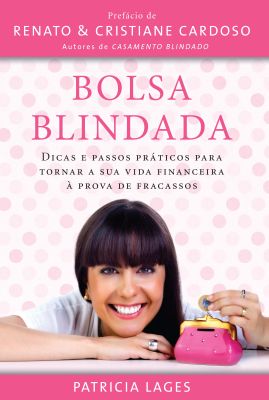 Prefácio de
RENATO & CRISTIANE CARDOSO
Autores de CASAMENTO BLINDADO
BOLSA
BLINDADA
DICAS E PASSOS PRÁTICOS PARA
TORNAR A SUA VIDA FINANCEIRA
À PROVA DE FRACASSOS
PATRICIA LAGES